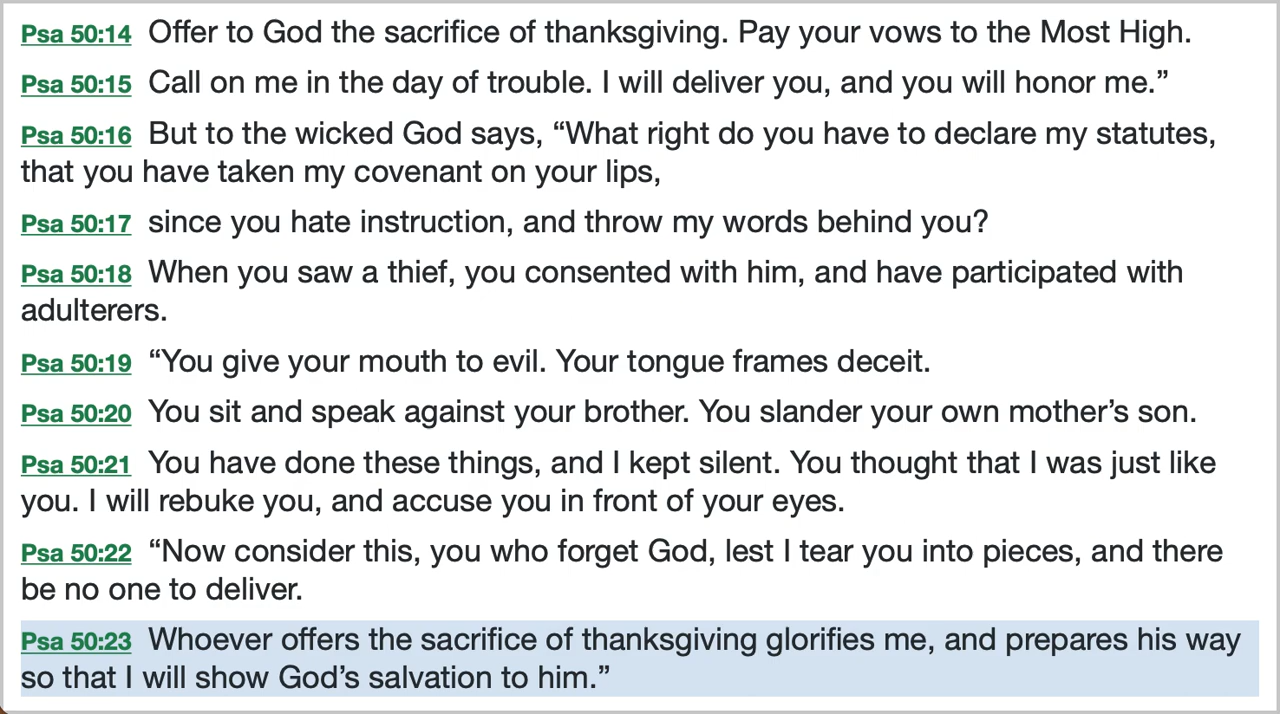 Psa 50:14 Offer to God the sacrifice of thanksgiving. Pay your vows to the Most High.
Psa 50:15 Call on me in the day of trouble. I will deliver you, and you will honor me.”
Psa 50:16 But to the wicked God says, “What right do you have to declare my statutes,
that you have taken my covenant on your lips,
Psa 50:17 since you hate instruction, and throw my words behind you?
Psa 50:18 When you saw a thief, you consented with him, and have participated with
adulterers.
Psa 50:19 “You give your mouth to evil. Your tongue frames deceit.
Psa 50:20 You sit and speak against your brother. You slander your own mother’s son.
Psa 50:21 You have done these things, and I kept silent. You thought that I was just like
you. I will rebuke you, and accuse you in front of your eyes.
Psa 50:22 “Now consider this, you who forget God, lest I tear you into pieces, and there
be no one to deliver.
Psa 50:23 Whoever offers the sacrifice of thanksgiving glorifies me, and prepares his way
so that I will show God’s salvation to him.”